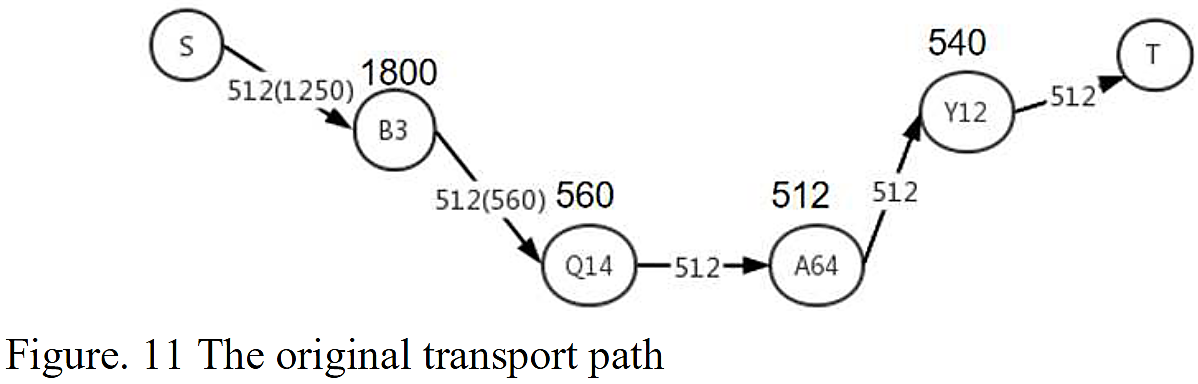 S
512(1250)
1800
B3
512(560)
560
Q14
512
512
A64
512
540
Y12
512
T
Figure. 11 The original transport path